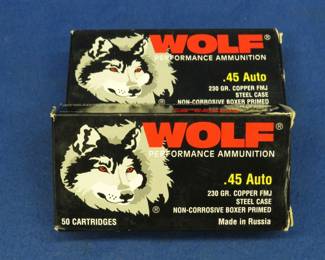 WOLF®
PERFORMANCE AMMUNITION
.45 Auto
230 GR. COPPER FMJ
STEEL CASE
NON-CORROSIVE BOXER PRIMED
WOLF®
PERFORMANCE AMMUNITION
.45 Auto
230 GR. COPPER FMJ
STEEL CASE
NON-CORROSIVE BOXER PRIMED
50 CARTRIDGES Made in Russia